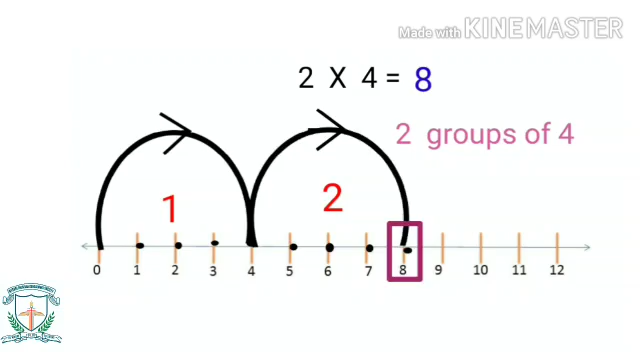 Made with KINEMASTER
2 X 4 = 8
2 groups of 4
1 2
0 1 2 3 4 5 6 7 8 9 10 11 12